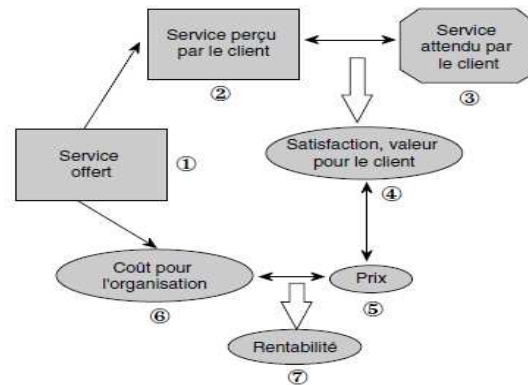 Service perçu
par le client
②
Service
attendu par
le client
③
Service
offert
①
Satisfaction, valeur
pour le client
④
Coût pour
l'organisation
⑥
Prix
⑤
Rentabilité
⑦